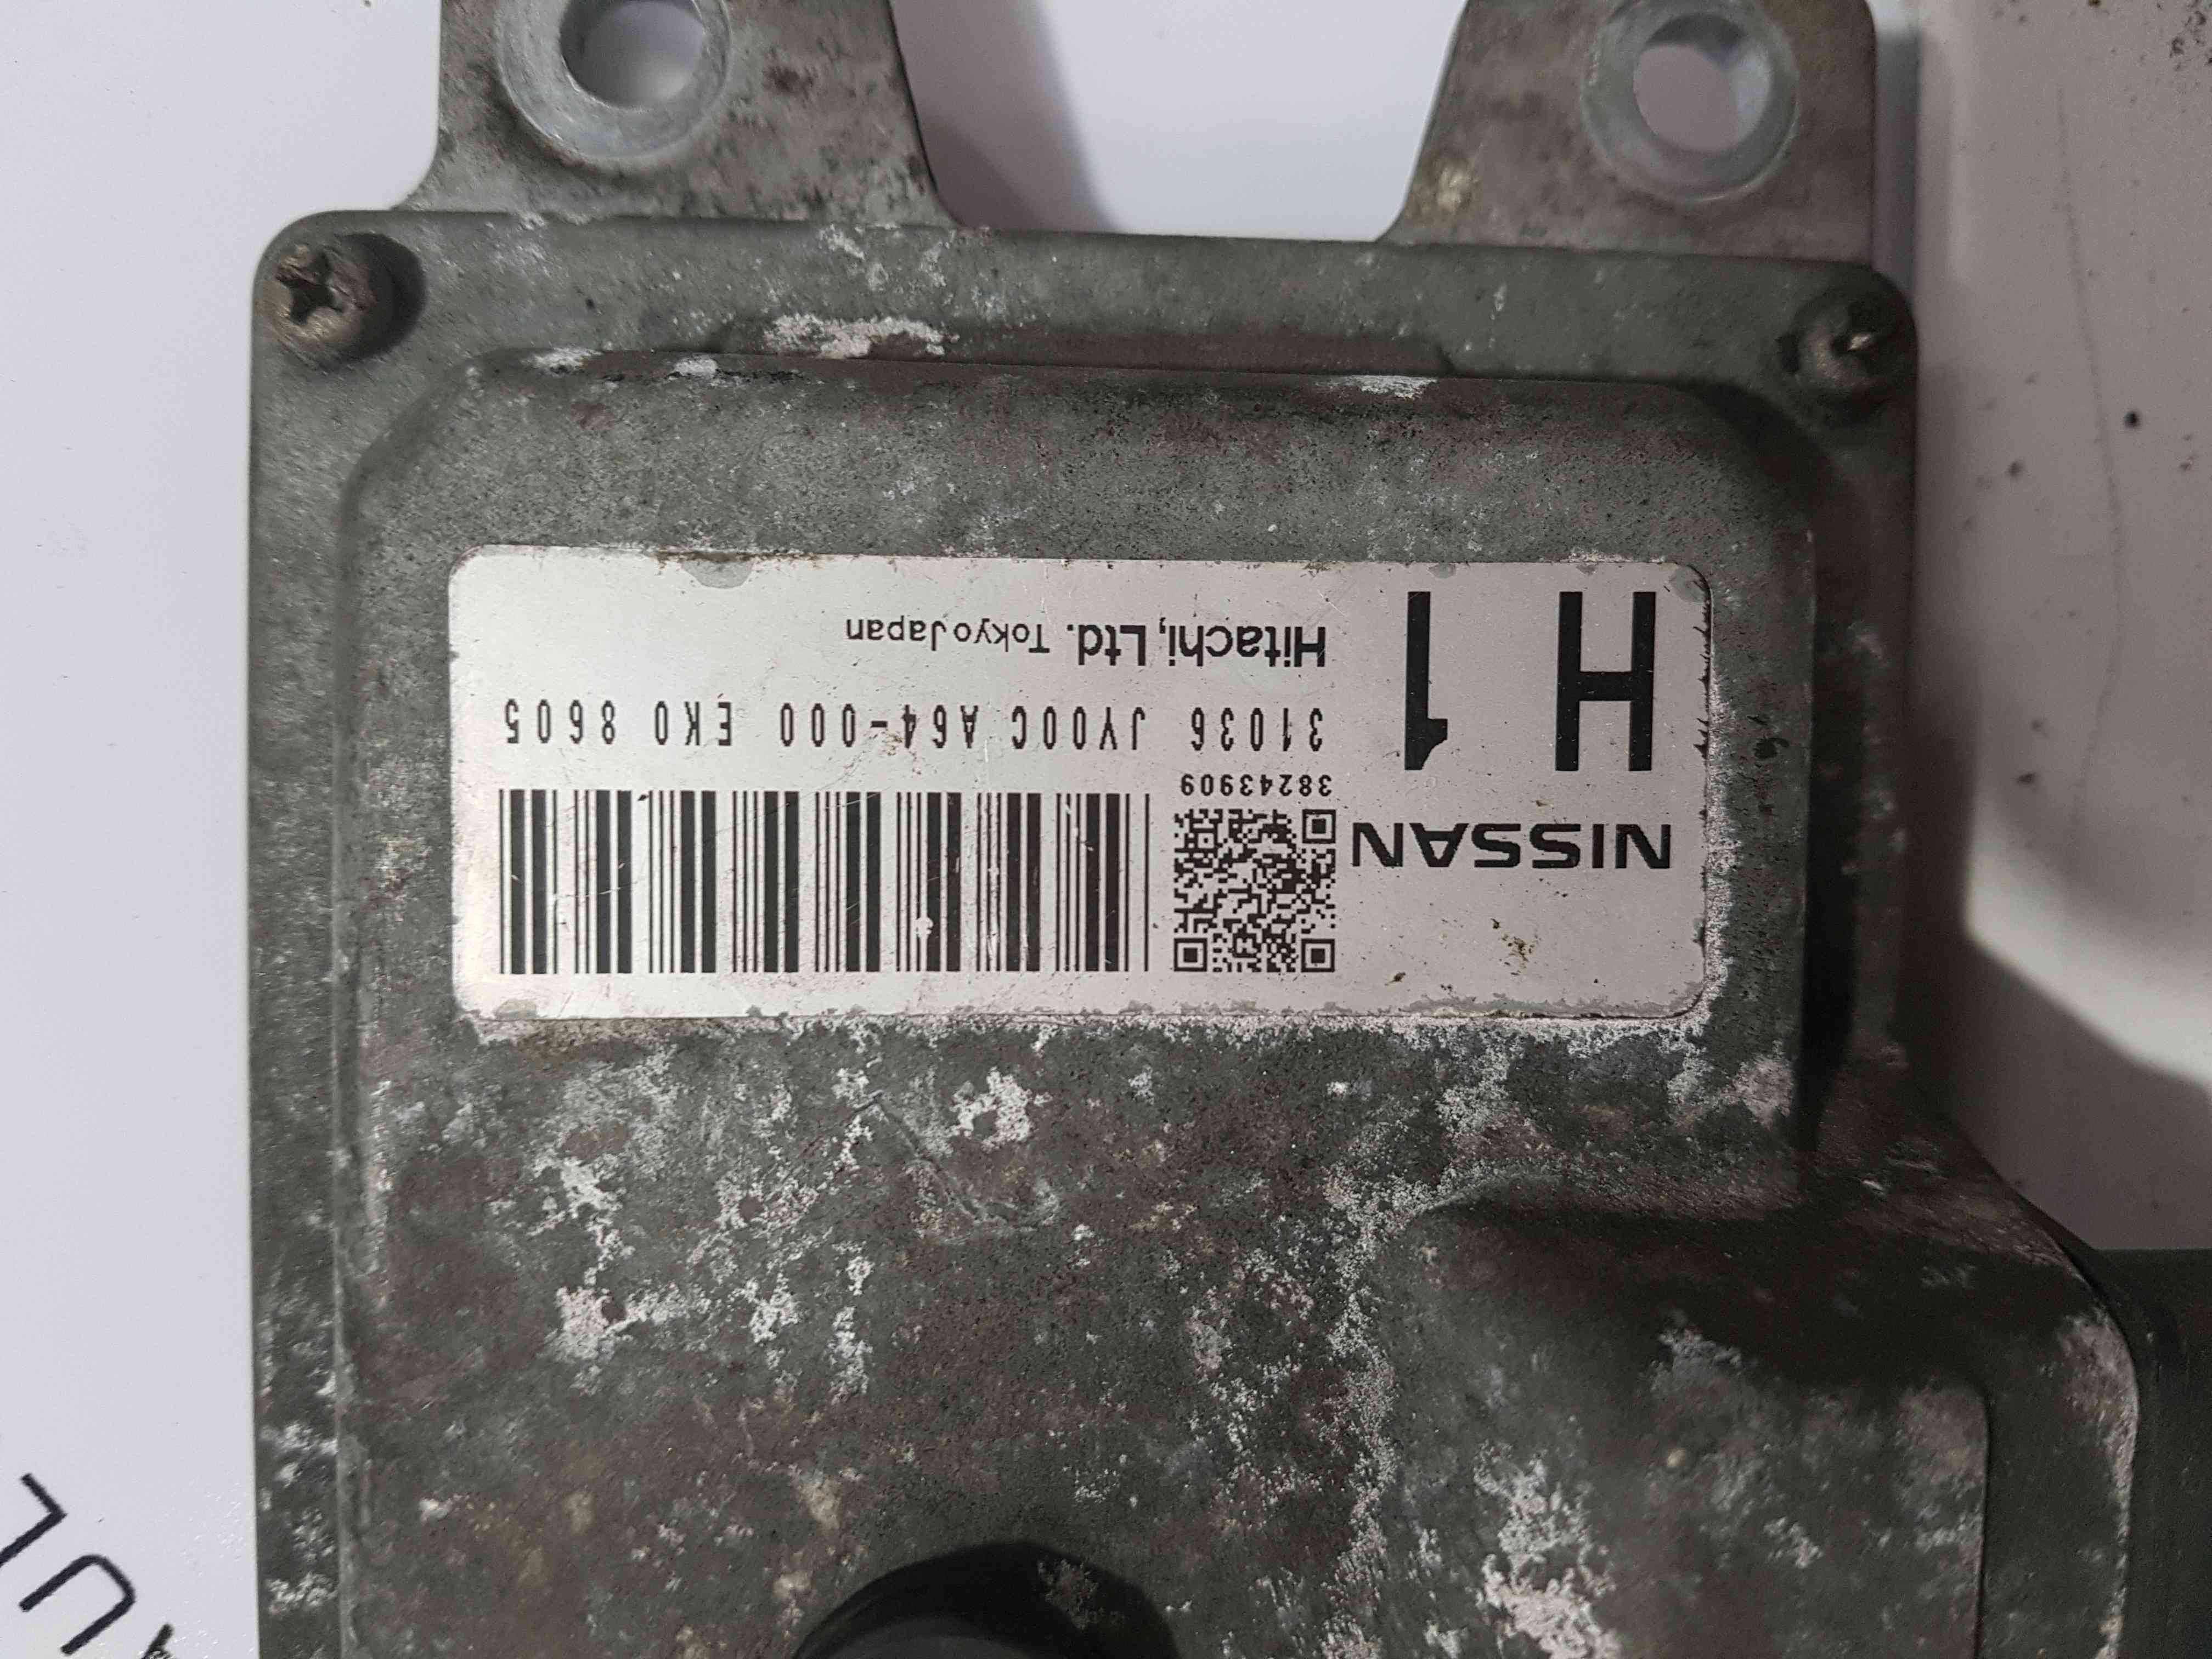 NISSAN
H1
38243909
31036 JY00C A64-000 EK0 8605
Hitachi, Ltd. Tokyo Japan